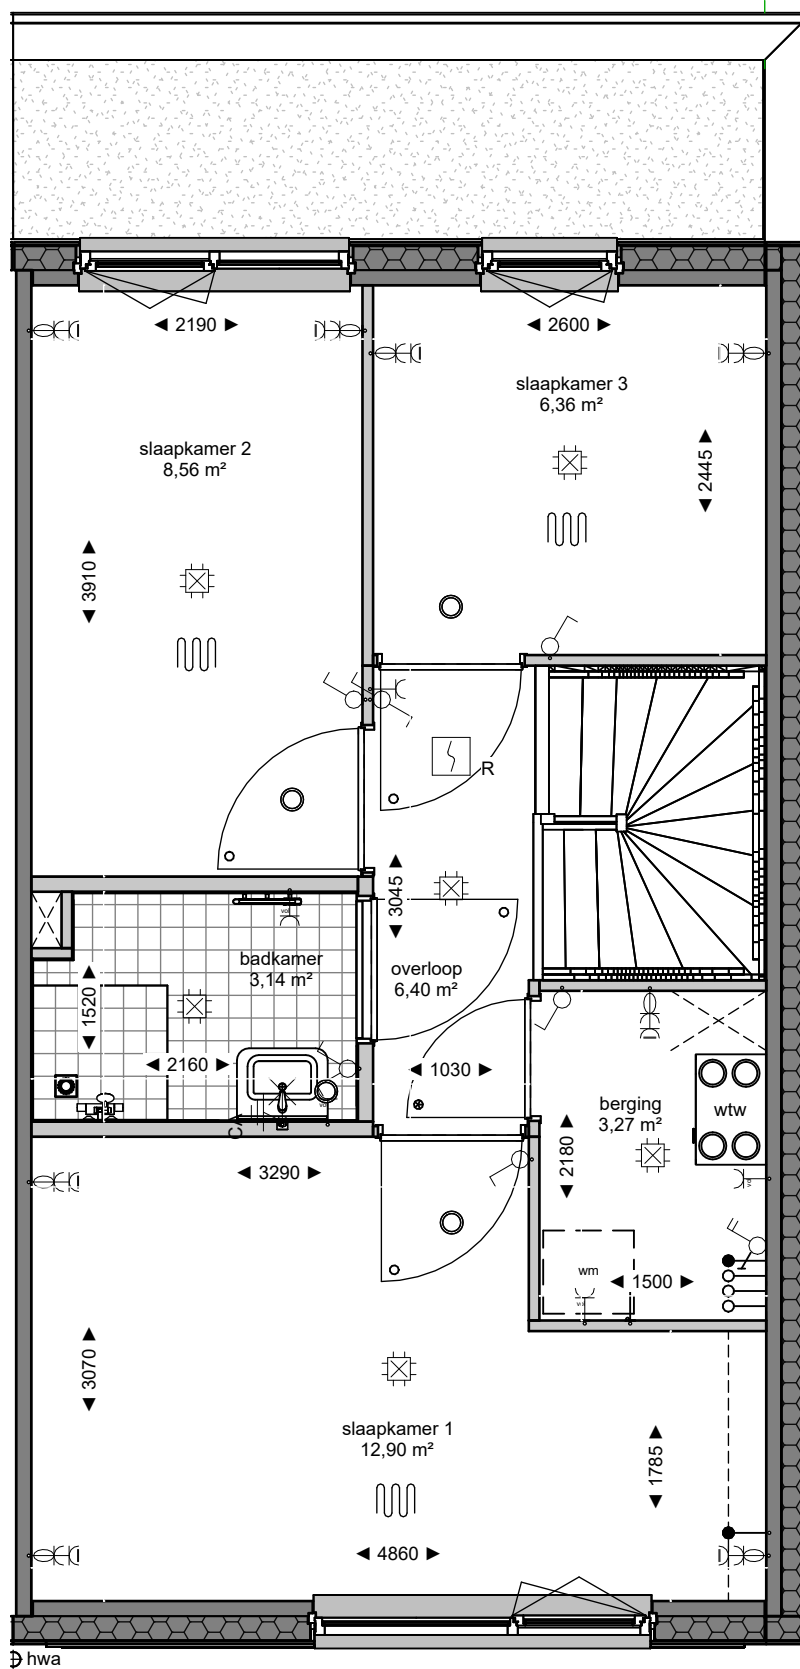 2190
2600
slaapkamer 3
6,36 m²
slaapkamer 2
8,56 m²
2445
3910
R
3045
badkamer
3,14 m²
overloop
6,40 m²
1520
2160
1030
berging
3,27 m²
wtw
2180
3290
wm
1500
3070
slaapkamer 1
12,90 m²
1785
4860
hwa